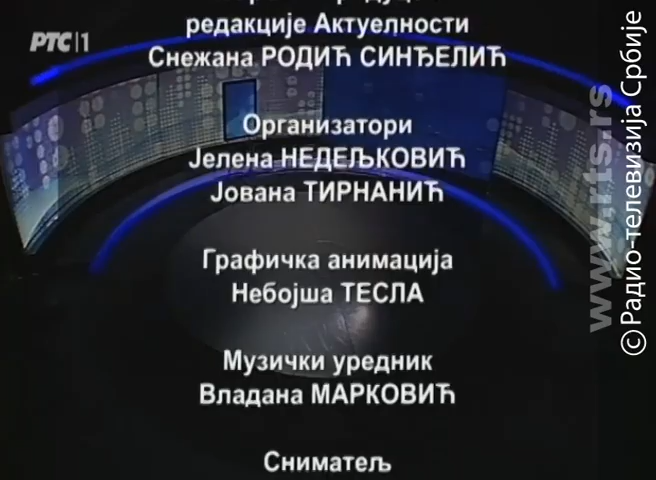 РТС|1
редакције Актуелности
Снежана РОДИЋ СИНЂЕЛИЋ
Организатори
Јелена НЕДЕЉКОВИЋ
Јована ТИРНАНИЋ
Графичка анимација
Небојша ТЕСЛА
Музички уредник
Владана МАРКОВИЋ
Сниматељ
www.rts.rs
© Радио-телевизија Србије